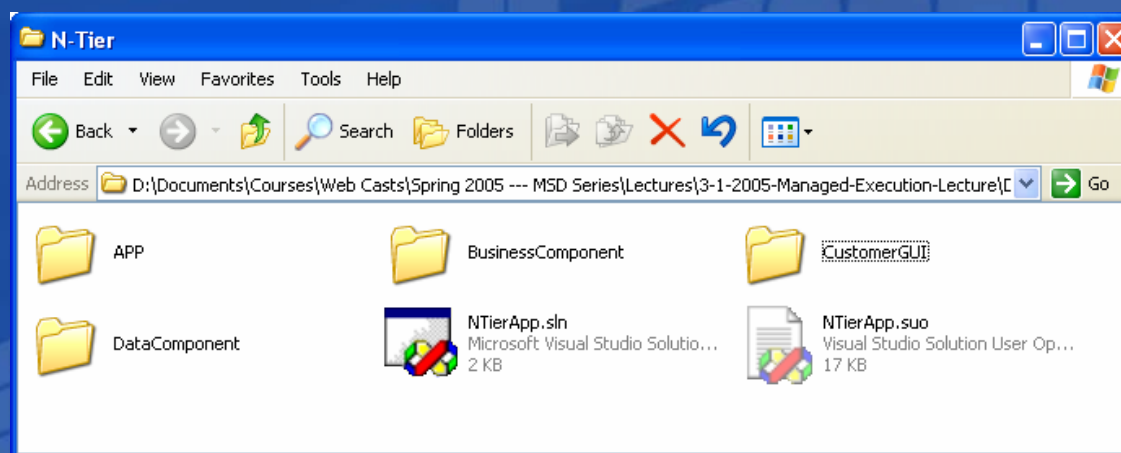 N-Tier
File Edit View Favorites Tools Help
Back Search Folders
Address D:\Documents\Courses\Web Casts\Spring 2005 --- MSD Series\Lectures\3-1-2005-Managed-Execution-Lecture\ Go
APP BusinessComponent CustomerGUI
DataComponent
NTierApp.sln
Microsoft Visual Studio Solutio...
2 KB
NTierApp.suo
Visual Studio Solution User Op...
17 KB